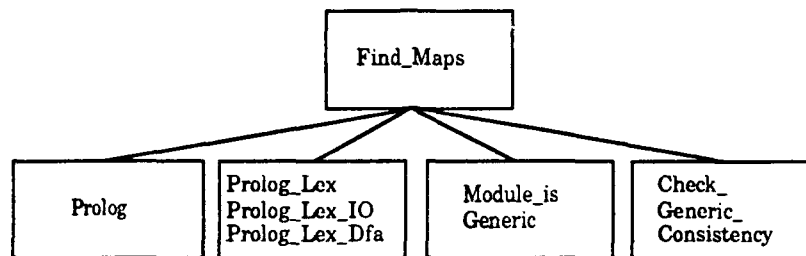 Find_Maps
Prolog
Prolog_Lex
Prolog_Lex_IO
Prolog_Lex_Dfa
Module_is
Generic
Check_
Generic_
Consistency